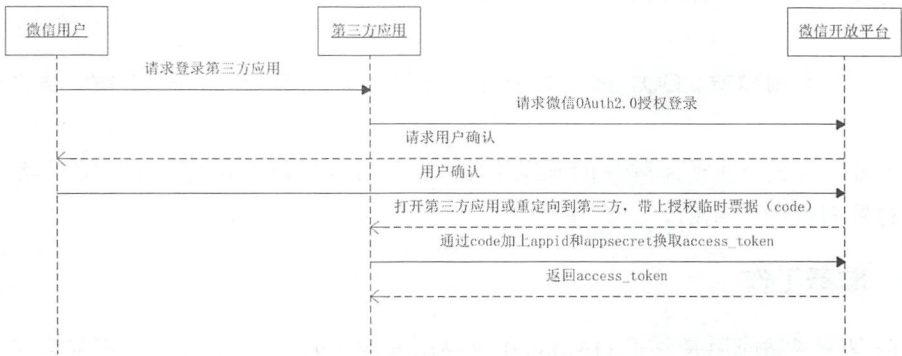 微信用户
第三方应用
微信开放平台
请求登录第三方应用
请求微信OAuth2.0授权登录
请求用户确认
用户确认
打开第三方应用或重定向到第三方，带上授权临时票据（code）
通过code加上appid和appsecret换取access_token
返回access_token